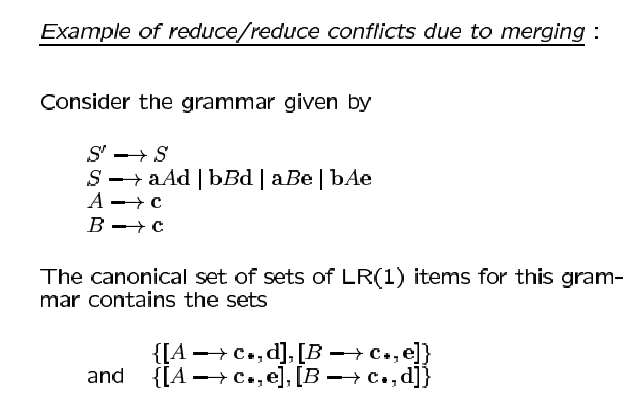 Example of reduce/reduce conflicts due to merging :
Consider the grammar given by
S′ ⟶ S
S ⟶ aAd | bBd | aBe | bAe
A ⟶ c
B ⟶ c
The canonical set of sets of LR(1) items for this gram-
mar contains the sets
{[A ⟶ c•, d], [B ⟶ c•, e]}
and {[A ⟶ c•, e], [B ⟶ c•, d]}